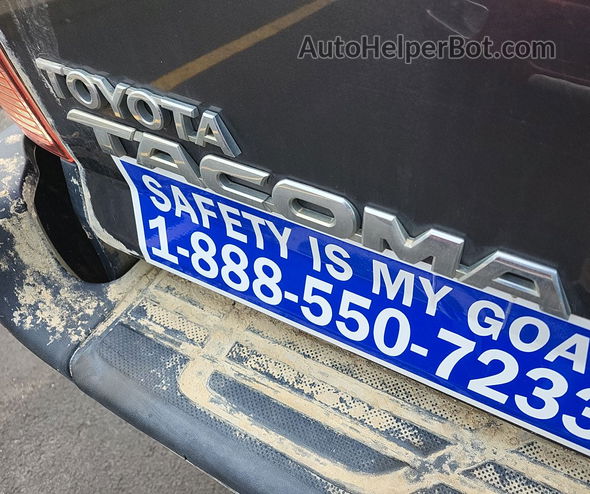 AutoHelperBot.com
TOYOTA
TACOMA
SAFETY IS MY GOA
1-888-550-7233